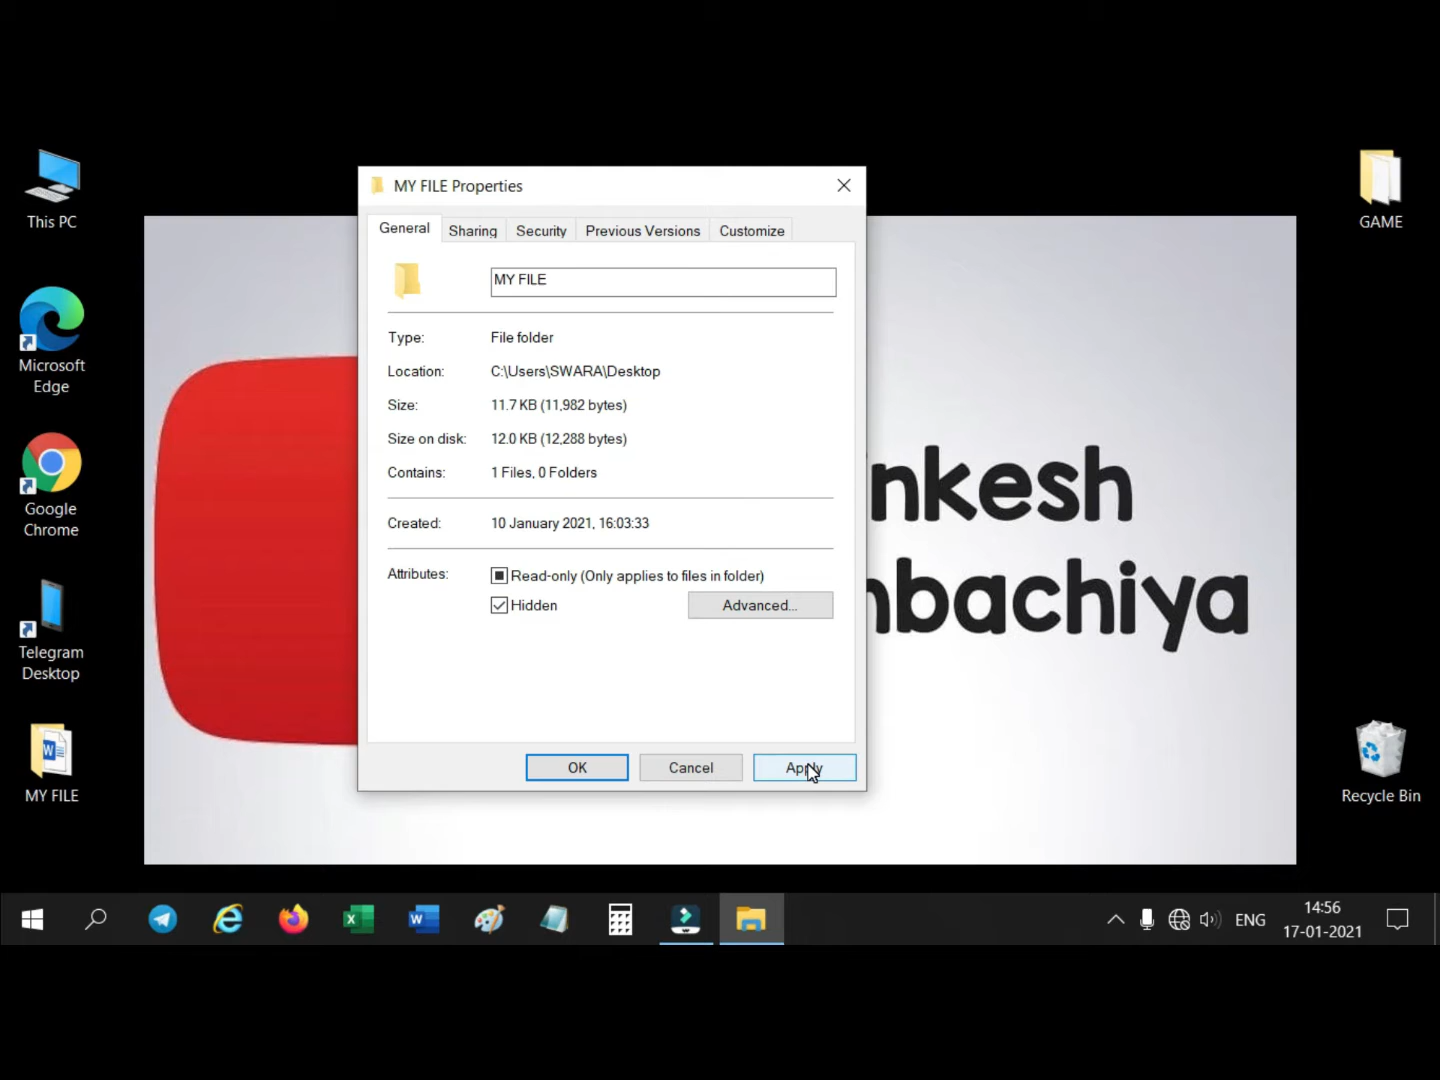 This PC
Microsoft
Edge
Google
Chrome
Telegram
Desktop
MY FILE
MY FILE Properties
General
Sharing
Security
Previous Versions
Customize
MY FILE
Type: File folder
Location: C:\Users\SWARA\Desktop
Size: 11.7 KB (11,982 bytes)
Size on disk: 12.0 KB (12,288 bytes)
Contains: 1 Files, 0 Folders
Created: 10 January 2021, 16:03:33
Attributes: Read-only (Only applies to files in folder)
Hidden
Advanced...
OK
Cancel
Apply
nkesh
bachiya
GAME
Recycle Bin
ENG
14:56
17-01-2021